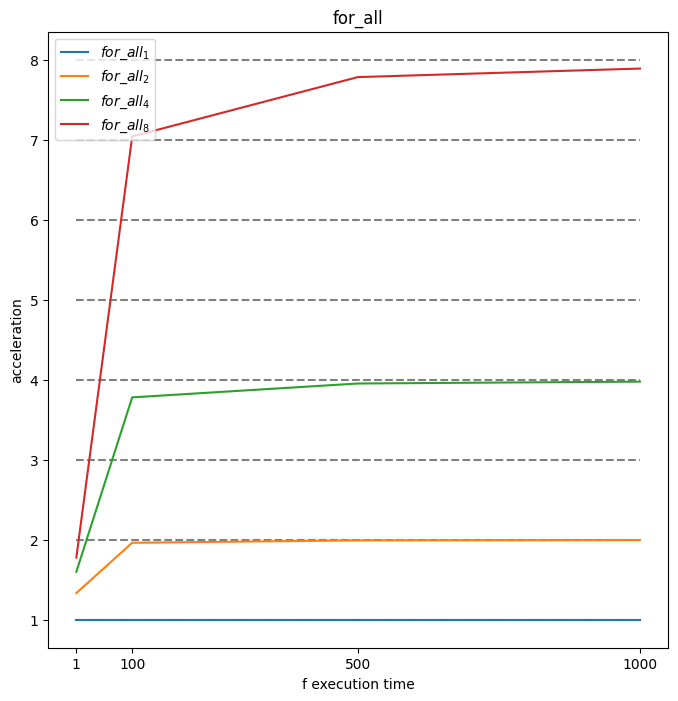 for_all
for_all₁
for_all₂
for_all₄
for_all₈
8
7
6
5
4
3
2
1
acceleration
1 100 500 1000
f execution time